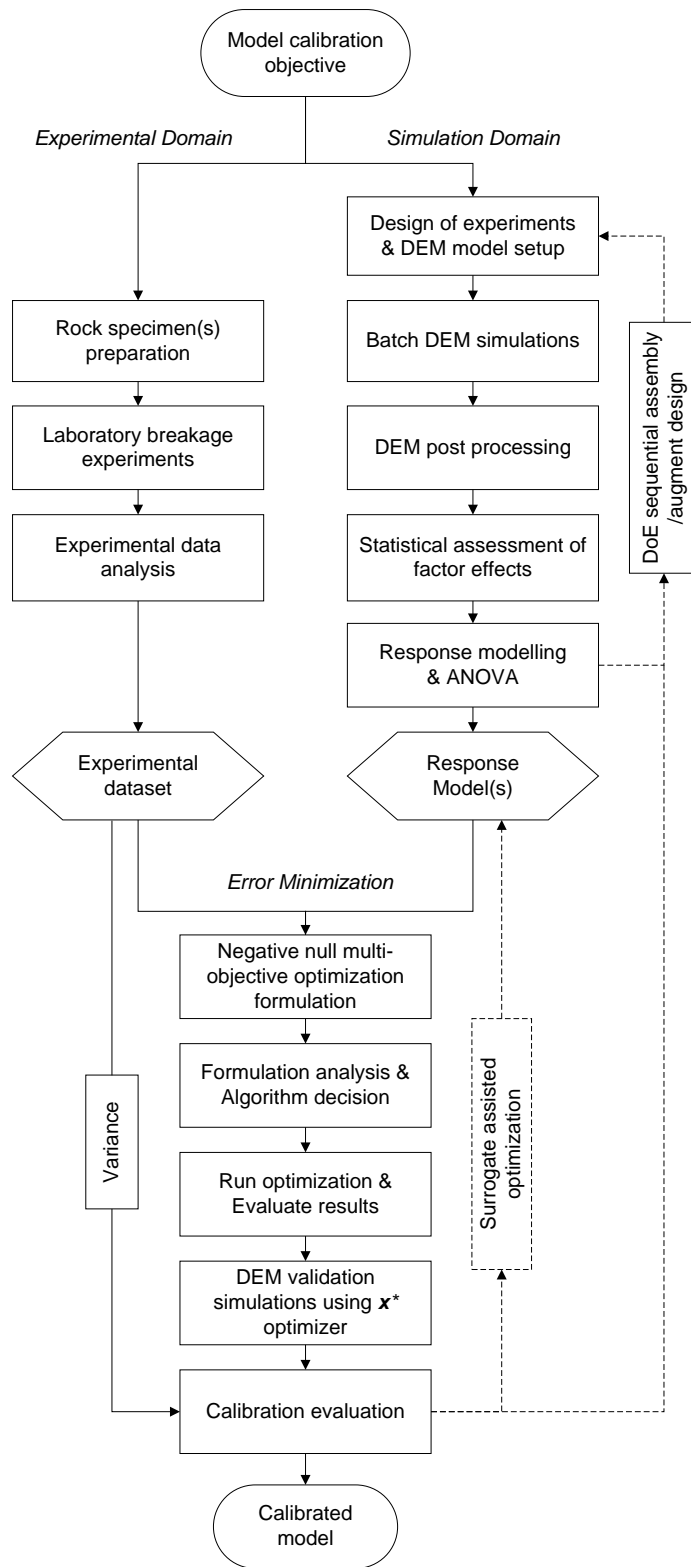 Model calibration
objective
Experimental Domain
Simulation Domain
Design of experiments
& DEM model setup
Rock specimen(s)
preparation
Batch DEM simulations
Laboratory breakage
experiments
DEM post processing
Experimental data
analysis
Statistical assessment of
factor effects
Response modelling
& ANOVA
DoE sequential assembly
/augment design
Experimental
dataset
Response
Model(s)
Error Minimization
Negative null multi-
objective optimization
formulation
Formulation analysis &
Algorithm decision
Variance
Surrogate assisted
optimization
Run optimization &
Evaluate results
DEM validation
simulations using x*
optimizer
Calibration evaluation
Calibrated
model